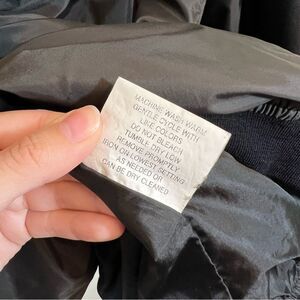 MACHINE WASH WARM
GENTLE CYCLE WITH
LIKE COLORS
DO NOT BLEACH
TUMBLE DRY LOW
REMOVE PROMPTLY
IRON ON LOWEST SETTING
AS NEEDED OR
CAN BE DRY CLEANED